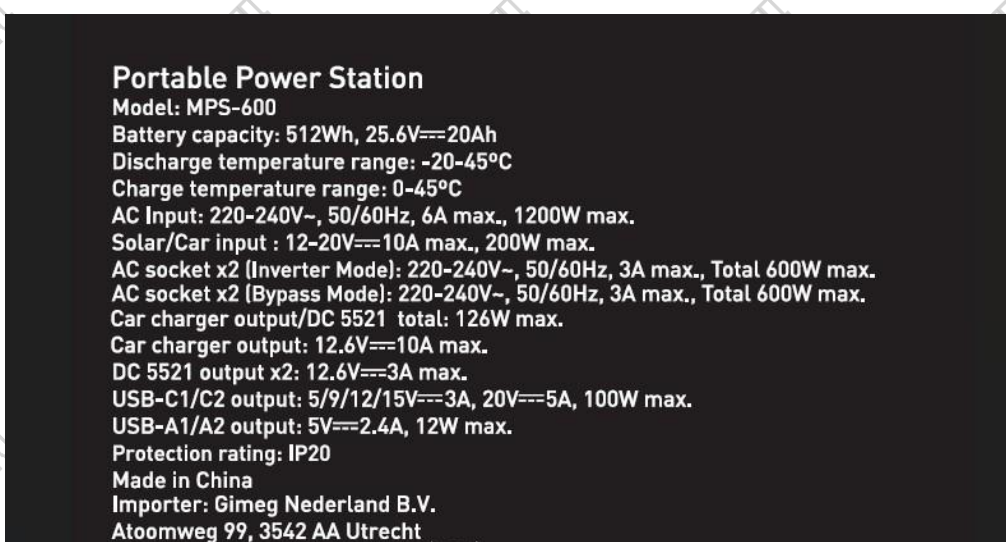 Portable Power Station
Model: MPS-600
Battery capacity: 512Wh, 25.6V⎓20Ah
Discharge temperature range: -20-45ºC
Charge temperature range: 0-45ºC
AC Input: 220-240V~, 50/60Hz, 6A max., 1200W max.
Solar/Car input : 12-20V⎓10A max., 200W max.
AC socket x2 (Inverter Mode): 220-240V~, 50/60Hz, 3A max., Total 600W max.
AC socket x2 (Bypass Mode): 220-240V~, 50/60Hz, 3A max., Total 600W max.
Car charger output/DC 5521 total: 126W max.
Car charger output: 12.6V⎓10A max.
DC 5521 output x2: 12.6V⎓3A max.
USB-C1/C2 output: 5/9/12/15V⎓3A, 20V⎓5A, 100W max.
USB-A1/A2 output: 5V⎓2.4A, 12W max.
Protection rating: IP20
Made in China
Importer: Gimeg Nederland B.V.
Atoomweg 99, 3542 AA Utrecht